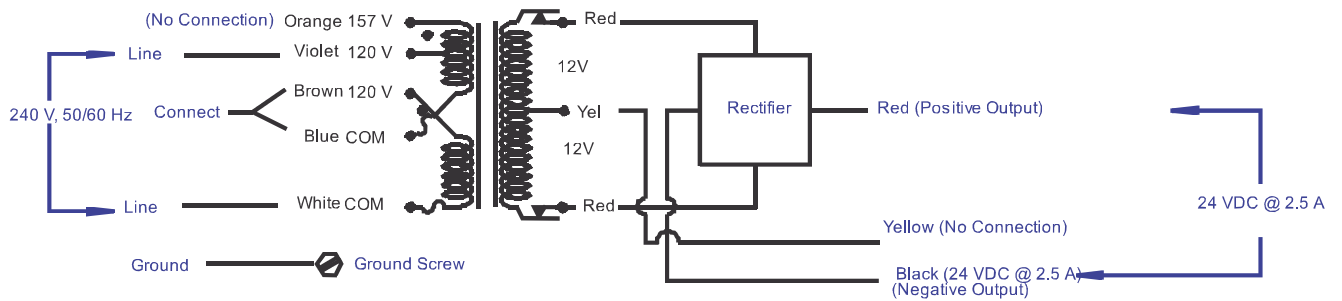 (No Connection) Orange 157 V
Line Violet 120 V
Brown 120 V
240 V, 50/60 Hz
Connect
Blue COM
Line White COM
Ground Ground Screw
Red
12V
Yel
12V
Red
Rectifier
Red (Positive Output)
24 VDC @ 2.5 A
Yellow (No Connection)
Black (24 VDC @ 2.5 A)
(Negative Output)